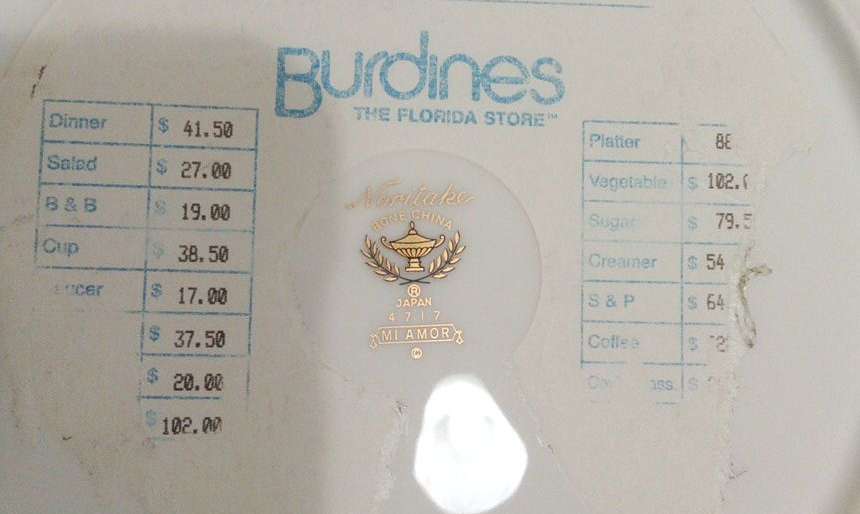 Burdines
THE FLORIDA STORE™
Dinner $ 41.50
Salad $ 27.00
B & B $ 19.00
Cup $ 38.50
$ 17.00
$ 37.50
$ 20.00
$ 102.00
Noritake
BONE CHINA
®
JAPAN
4717
MI AMOR
Platter
Vegetable $ 102.
Sugar $ 79.5
Creamer $ 54
S & P $ 64
Coffee $
$